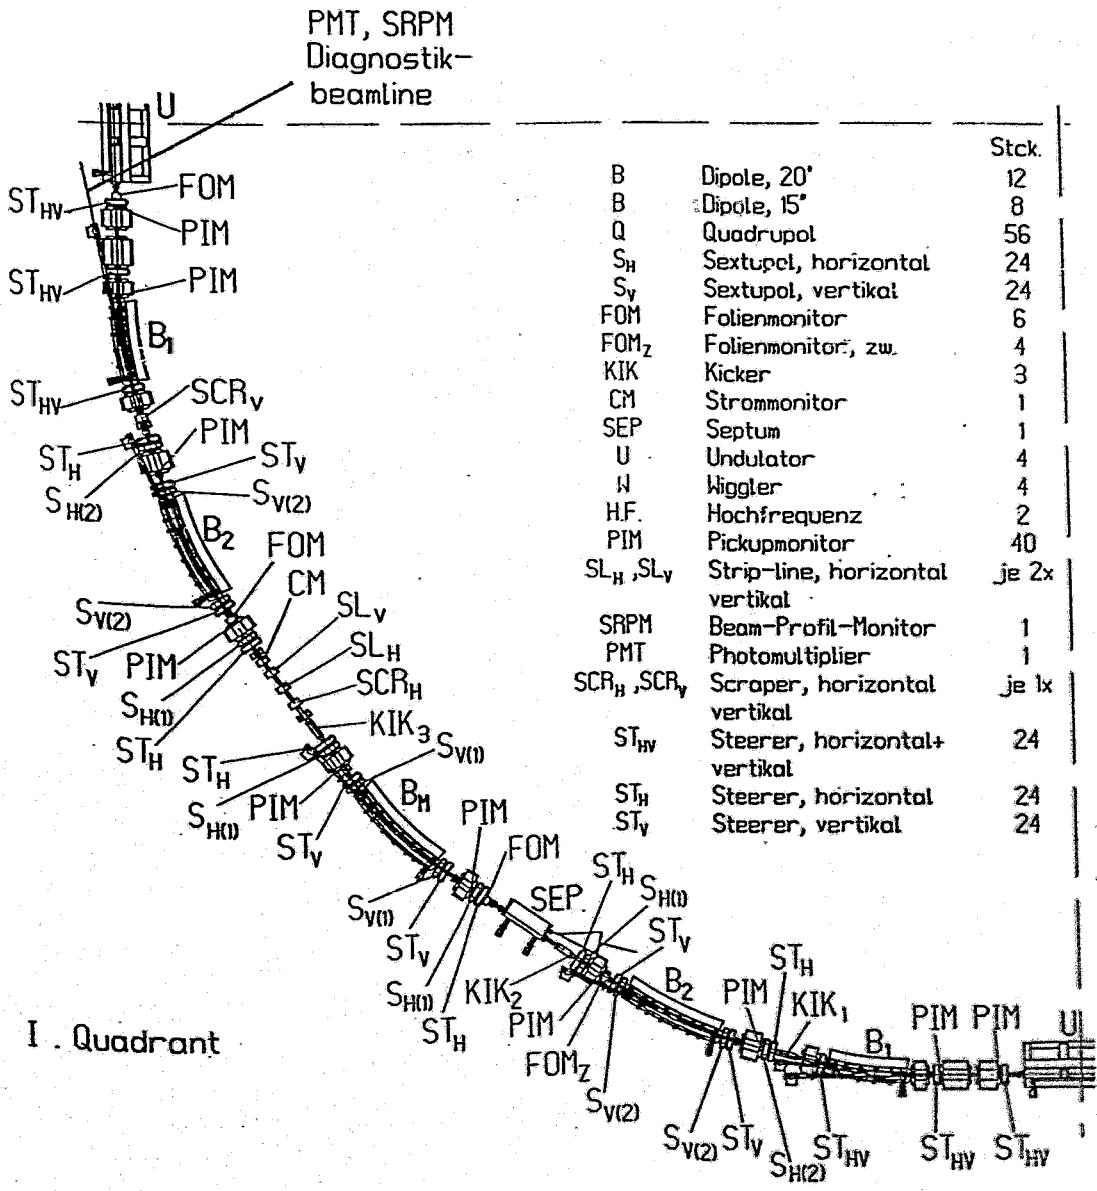 PMT, SRPM
Diagnostik-
beamline
U
FOM
ST_HV
PIM
ST_HV
PIM
B_1
ST_HV
SCR_V
PIM
ST_H
ST_V
S_H(2)
S_V(2)
B_2
FOM
CM
S_V(2)
SL_V
ST_V
PIM
SL_H
SCR_H
S_H(1)
KIK_3
ST_H
ST_H
S_V(1)
S_H(1)
PIM
B_M
PIM
ST_V
FOM
ST_H
SEP
S_H(1)
S_V(1)
ST_V
ST_V
S_H(1)
KIK_2
B_2
ST_H
PIM
KIK_1
PIM
PIM
U
ST_H
PIM
B_1
FOM_Z
S_V(2)
S_V(2)
ST_V
S_H(2)
ST_HV
ST_HV
ST_HV
I. Quadrant
Stck.
B Dipole, 20° 12
B Dipole, 15° 8
Q Quadrupol 56
S_H Sextupol, horizontal 24
S_V Sextupol, vertikal 24
FOM Folienmonitor 6
FOM_Z Folienmonitor, zw. 4
KIK Kicker 3
CM Strommonitor 1
SEP Septum 1
U Undulator 4
W Wiggler 4
H.F. Hochfrequenz 2
PIM Pickupmonitor 40
SL_H ,SL_V Strip-line, horizontal je 2x
vertikal
SRPM Beam-Profil-Monitor 1
PMT Photomultiplier 1
SCR_H ,SCR_V Scraper, horizontal je 1x
vertikal
ST_HV Steerer, horizontal+ 24
vertikal
ST_H Steerer, horizontal 24
ST_V Steerer, vertikal 24